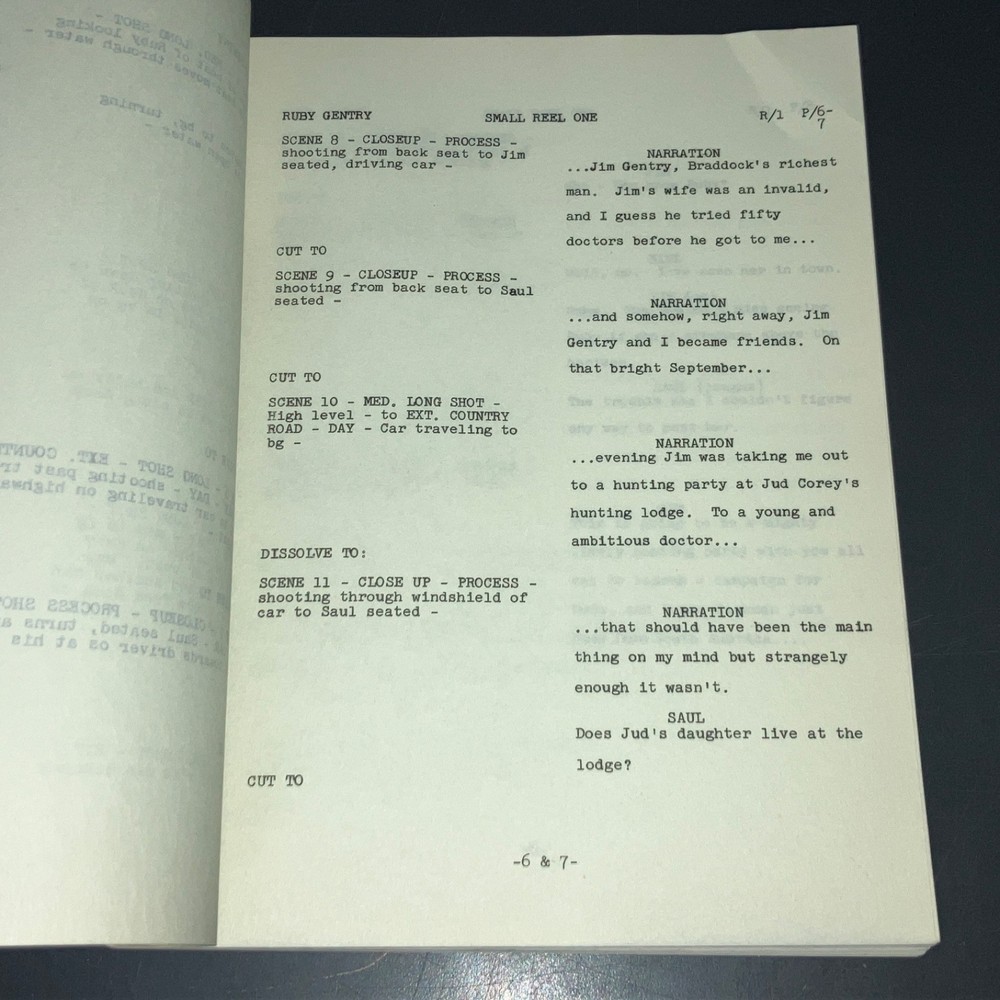 RUBY GENTRY
SMALL REEL ONE
R/1 P/6-
7
SCENE 8 - CLOSEUP - PROCESS -
shooting from back seat to Jim
seated, driving car -
NARRATION
...Jim Gentry, Braddock's richest
man. Jim's wife was an invalid,
and I guess he tried fifty
doctors before he got to me...
CUT TO
SCENE 9 - CLOSEUP - PROCESS -
shooting from back seat to Saul
seated -
NARRATION
...and somehow, right away, Jim
Gentry and I became friends. On
that bright September...
CUT TO
SCENE 10 - MED. LONG SHOT -
High level - to EXT. COUNTRY
ROAD - DAY - Car traveling to
bg -
NARRATION
...evening Jim was taking me out
to a hunting party at Jud Corey's
hunting lodge. To a young and
ambitious doctor...
DISSOLVE TO:
SCENE 11 - CLOSE UP - PROCESS -
shooting through windshield of
car to Saul seated -
NARRATION
...that should have been the main
thing on my mind but strangely
enough it wasn't.
SAUL
Does Jud's daughter live at the
lodge?
CUT TO
-6 & 7-